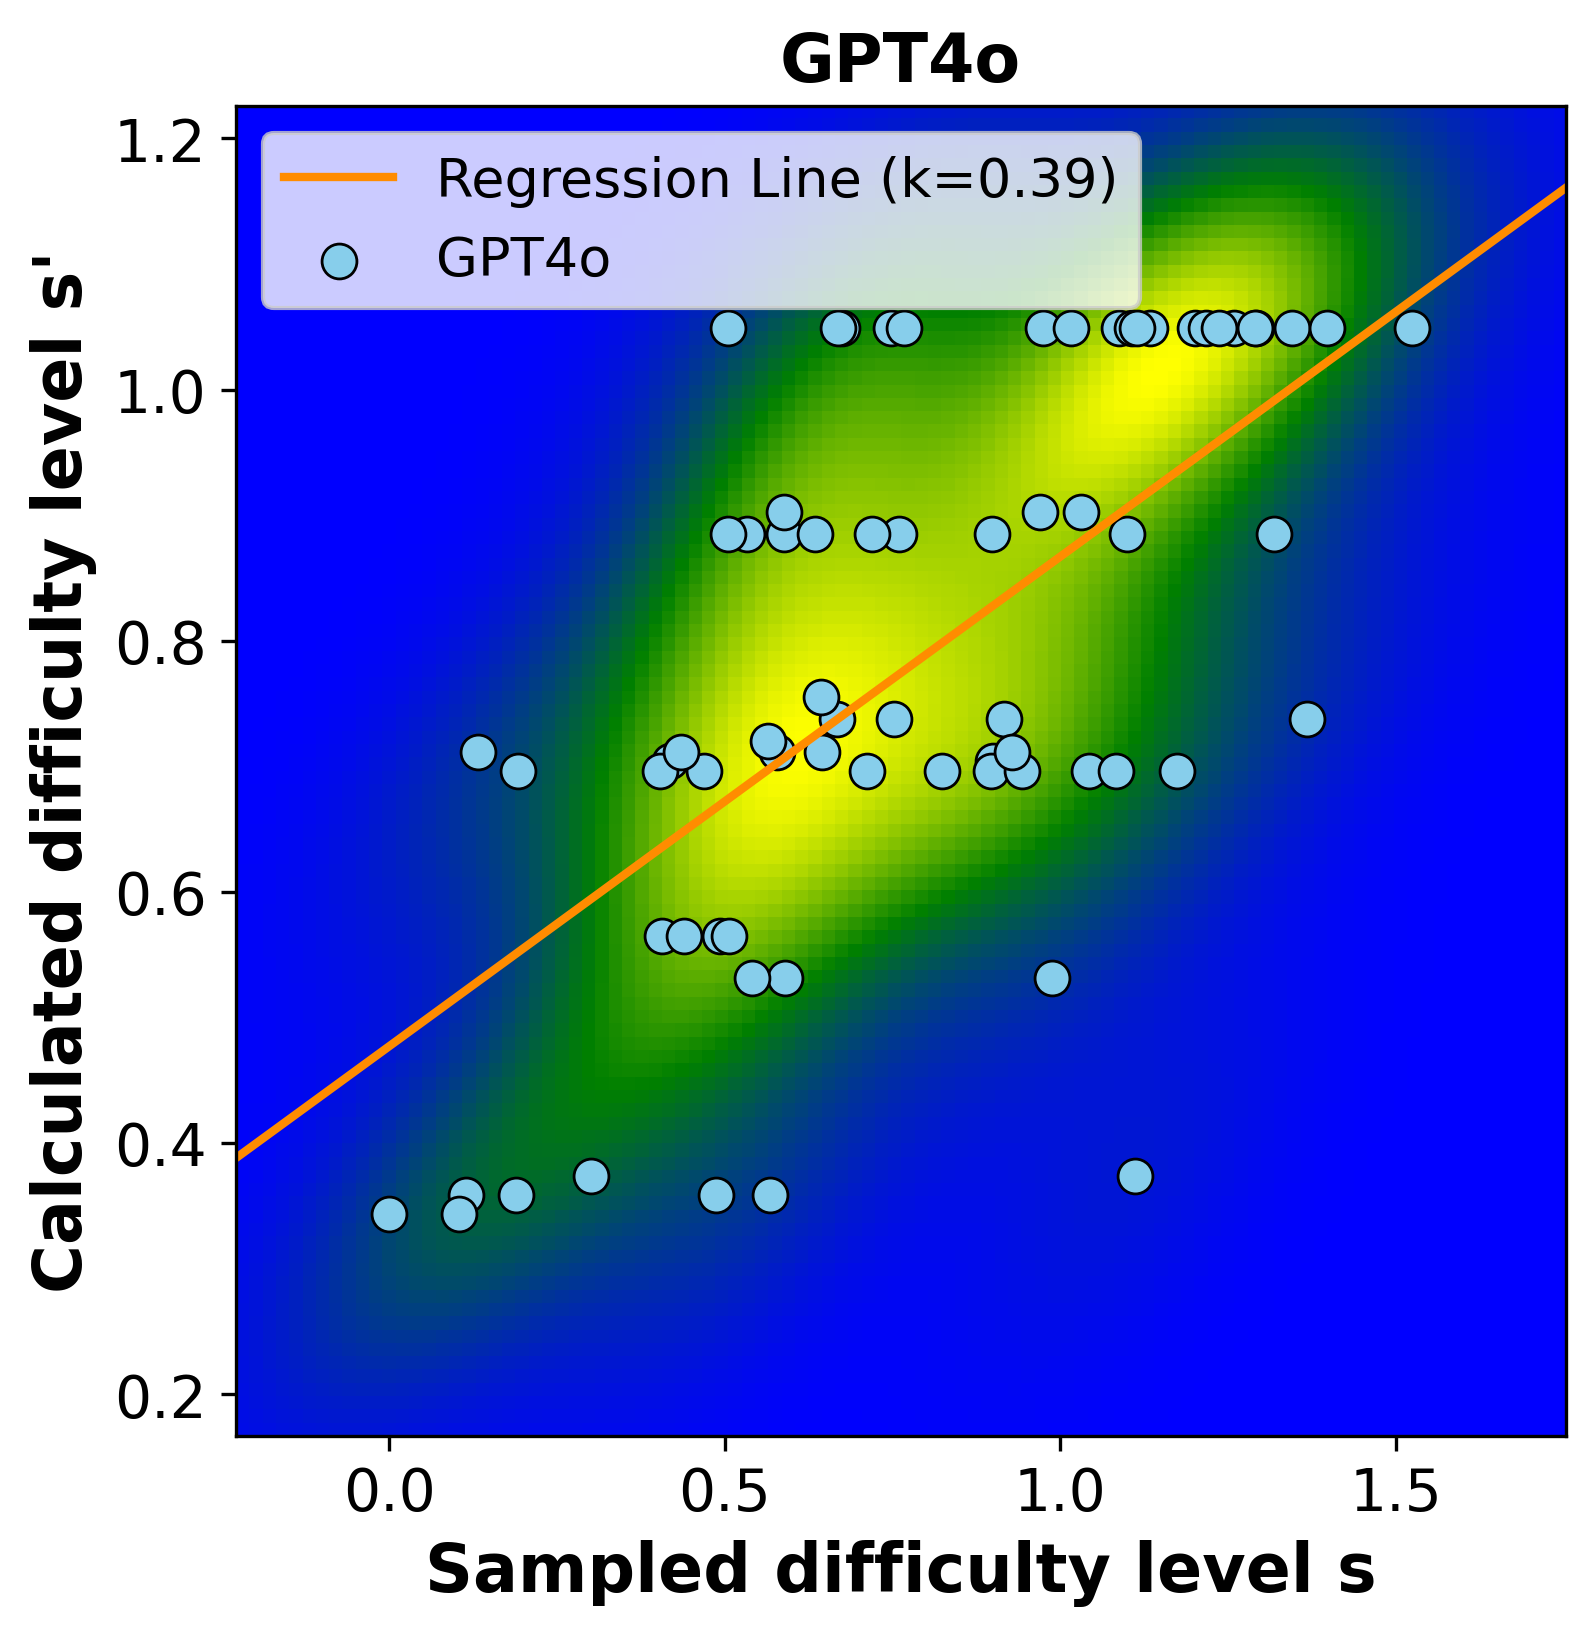 GPT4o
Regression Line (k=0.39)
GPT4o
Calculated difficulty level s'
1.2
1.0
0.8
0.6
0.4
0.2
0.0 0.5 1.0 1.5
Sampled difficulty level s